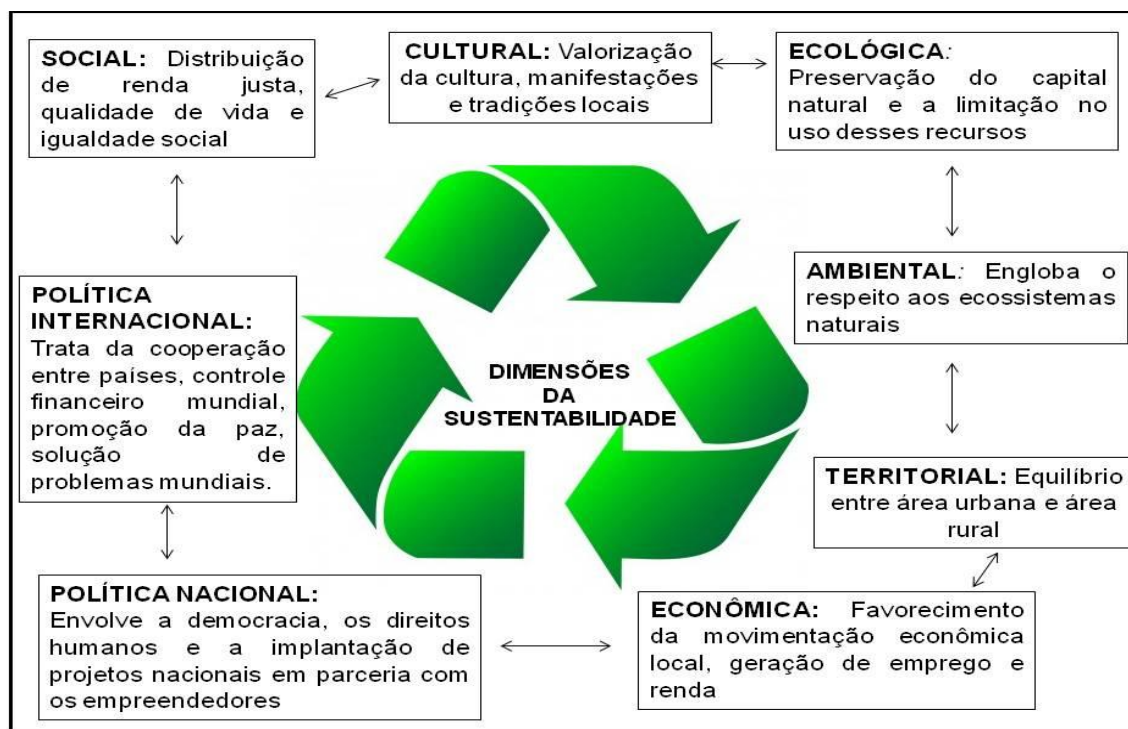 SOCIAL: Distribuição
de renda justa,
qualidade de vida e
igualdade social
CULTURAL: Valorização
da cultura, manifestações
e tradições locais
ECOLÓGICA:
Preservação do capital
natural e a limitação no
uso desses recursos
AMBIENTAL: Engloba o
respeito aos ecossistemas
naturais
TERRITORIAL: Equilíbrio
entre área urbana e área
rural
ECONÔMICA: Favorecimento
da movimentação econômica
local, geração de emprego e
renda
POLÍTICA NACIONAL:
Envolve a democracia, os direitos
humanos e a implantação de
projetos nacionais em parceria com
os empreendedores
POLÍTICA
INTERNACIONAL:
Trata da cooperação
entre países, controle
financeiro mundial,
promoção da paz,
solução de
problemas mundiais.
DIMENSÕES
DA
SUSTENTABILIDADE